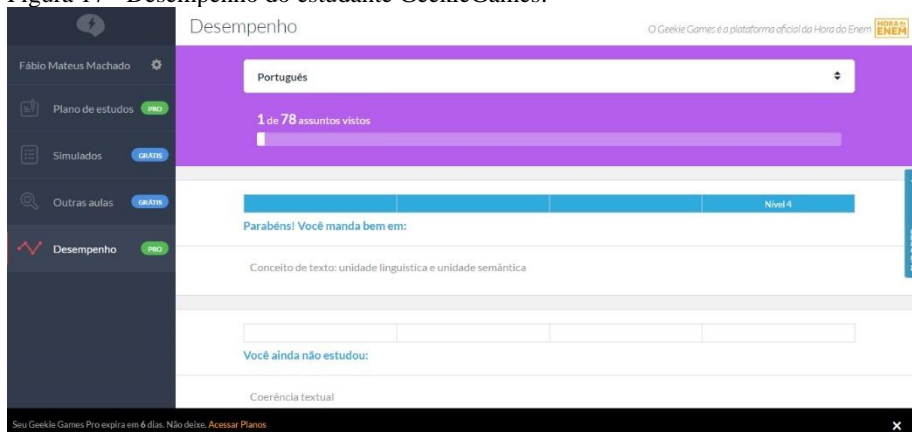 Figura 17 - Desempenho do estudante GeekieGames.
Desempenho
O Geekie Games é a plataforma oficial da Hora do Enem
HORA do ENEM
Fábio Mateus Machado
Plano de estudos PRO
Simulados GRÁTIS
Outras aulas GRÁTIS
Desempenho PRO
Português
1 de 78 assuntos vistos
Nível 4
Parabéns! Você manda bem em:
Conceito de texto: unidade linguística e unidade semântica
Você ainda não estudou:
Coerência textual
Seu Geekie Games Pro expira em 6 dias. Não deixe, Acessar Planos